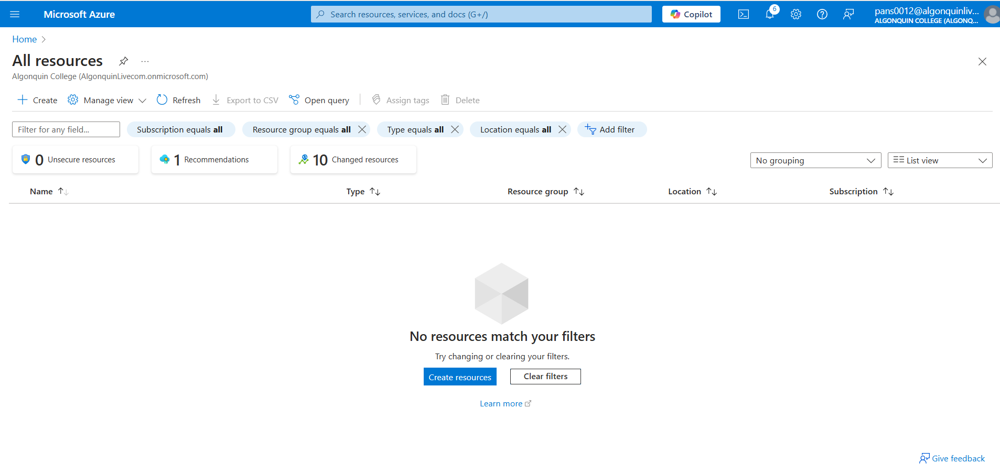 Microsoft Azure
Search resources, services, and docs (G+/)
Copilot
6
pans0012@algonquinliv...
ALGONQUIN COLLEGE (ALGONQ...
Home
All resources
...
Algonquin College (AlgonquinLivecom.onmicrosoft.com)
Create
Manage view
Refresh
Export to CSV
Open query
Assign tags
Delete
Filter for any field...
Subscription equals all
Resource group equals all
Type equals all
Location equals all
Add filter
0 Unsecure resources
1 Recommendations
10 Changed resources
No grouping
List view
Name
Type
Resource group
Location
Subscription
No resources match your filters
Try changing or clearing your filters.
Create resources
Clear filters
Learn more
Give feedback